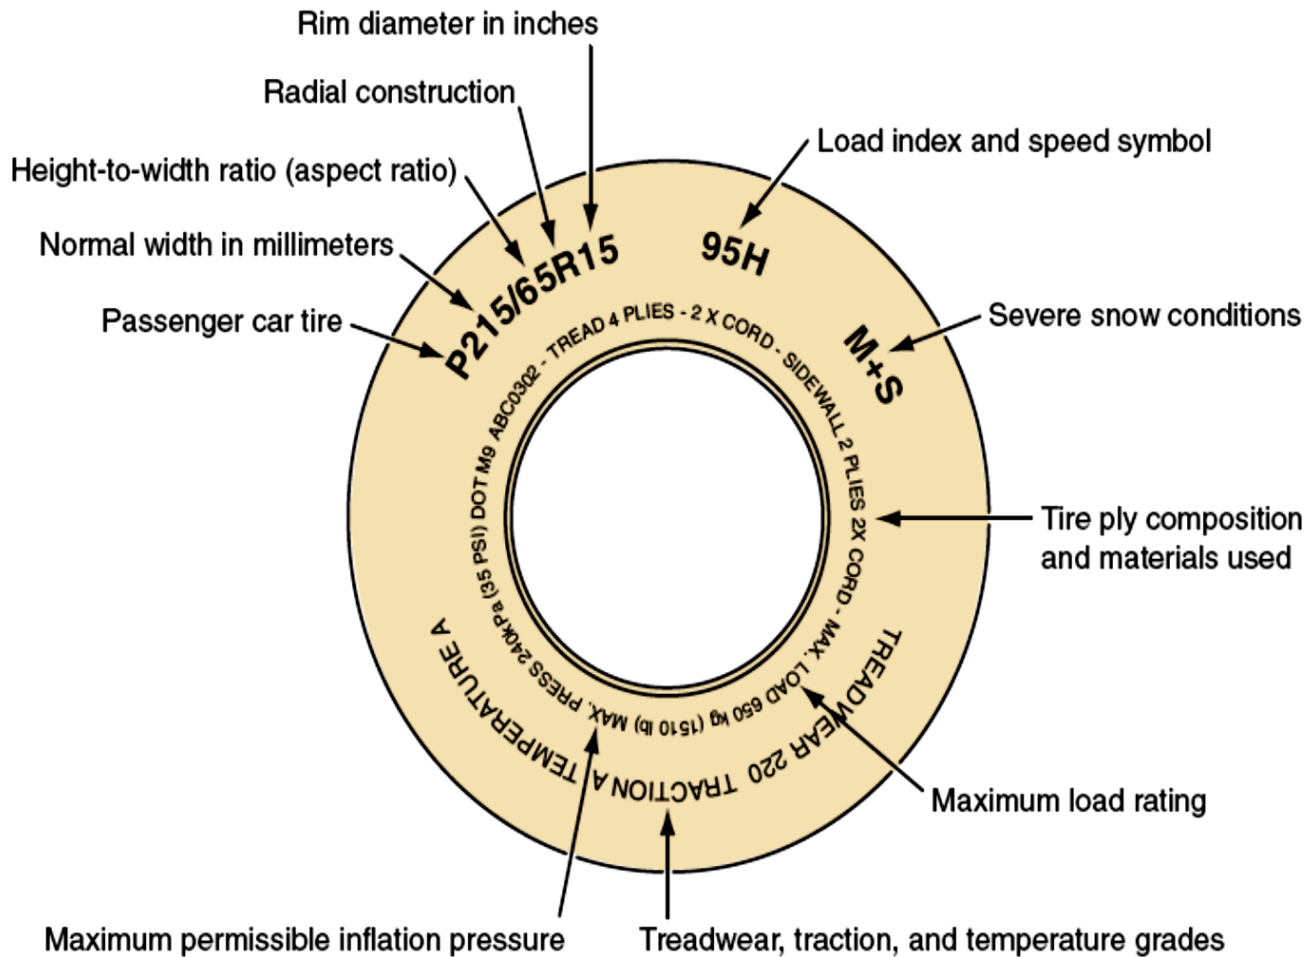 Rim diameter in inches
Radial construction
Load index and speed symbol
Height-to-width ratio (aspect ratio)
Normal width in millimeters
Passenger car tire
P215/65R15
95H
M+S
Severe snow conditions
DOT M9 ABC0302 - TREAD 4 PLIES - 2 X CORD - SIDEWALL 2 PLIES 2X CORD - MAX. LOAD 650 kg (1510 lb) MAX. PRESS 240kPa (35 PSI)
Tire ply composition
and materials used
TREADWEAR 220 TRACTION A TEMPERATURE A
Maximum load rating
Maximum permissible inflation pressure
Treadwear, traction, and temperature grades